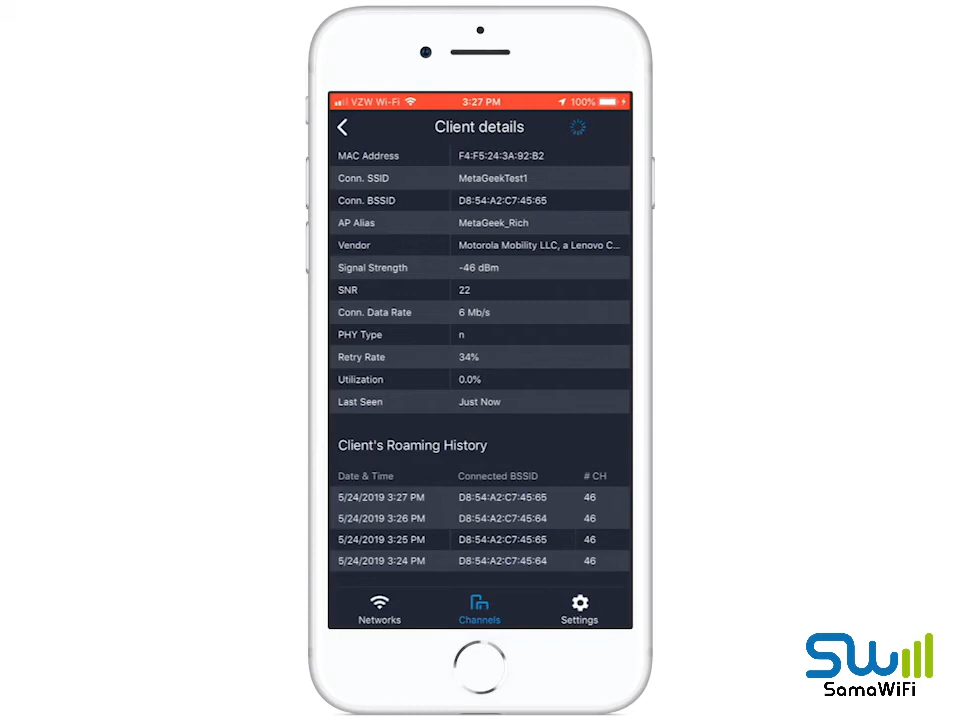 VZW Wi-Fi 3:27 PM 100%
Client details
MAC Address F4:F5:24:3A:92:B2
Conn. SSID MetaGeekTest1
Conn. BSSID D8:54:A2:C7:45:65
AP Alias MetaGeek_Rich
Vendor Motorola Mobility LLC, a Lenovo C...
Signal Strength -46 dBm
SNR 22
Conn. Data Rate 6 Mb/s
PHY Type n
Retry Rate 34%
Utilization 0.0%
Last Seen Just Now
Client's Roaming History
Date & Time Connected BSSID # CH
5/24/2019 3:27 PM D8:54:A2:C7:45:65 46
5/24/2019 3:26 PM D8:54:A2:C7:45:64 46
5/24/2019 3:25 PM D8:54:A2:C7:45:65 46
5/24/2019 3:24 PM D8:54:A2:C7:45:64 46
Networks Channels Settings
SW
SamaWiFi